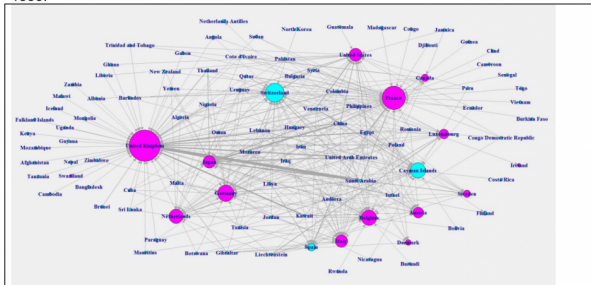 Netherlands Antilles
Angola
Sudan
North Korea
Guatemala
Madagascar
Congo
Jamaica
Trinidad and Tobago
Gabon
Cote d'Ivoire
Pakistan
United States
Djibouti
Guinea
Chad
Ghana
Liberia
New Zealand
Thailand
Qatar
Bulgaria
Syria
Canada
Cameroon
Senegal
Zambia
Malawi
Albania
Barbados
Yemen
Uruguay
Switzerland
Colombia
France
Peru
Togo
Iceland
Nigeria
Venezuela
Philippines
Ecuador
Vietnam
Falkland Islands
Mongolia
Algeria
China
Burkina Faso
Kenya
Uganda
Guyana
Oman
Lebanon
Hungary
Egypt
Romania
Luxembourg
Congo Democratic Republic
Mozambique
United Kingdom
Morocco
Iran
Poland
Afghanistan
Nepal
Zimbabwe
Japan
Iraq
United Arab Emirates
Cayman Islands
Ireland
Tanzania
Swaziland
Saudi Arabia
Costa Rica
Cambodia
Bangladesh
Cuba
Malta
Germany
Libya
Andorra
Israel
Sweden
Brunei
Sri Lanka
Netherlands
Jordan
Kuwait
Belgium
Austria
Finland
Tunisia
Bolivia
Paraguay
Spain
Italy
Denmark
Mauritius
Botswana
Gibraltar
Liechtenstein
Nicaragua
Rwanda
Burundi